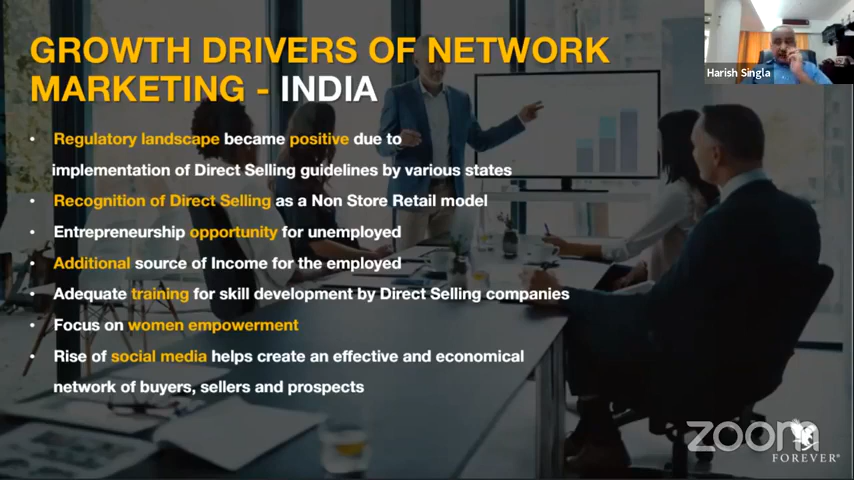 GROWTH DRIVERS OF NETWORK
MARKETING - INDIA
Harish Singla
• Regulatory landscape became positive due to
implementation of Direct Selling guidelines by various states
• Recognition of Direct Selling as a Non Store Retail model
• Entrepreneurship opportunity for unemployed
• Additional source of Income for the employed
• Adequate training for skill development by Direct Selling companies
• Focus on women empowerment
• Rise of social media helps create an effective and economical
network of buyers, sellers and prospects
zoom
FOREVER®